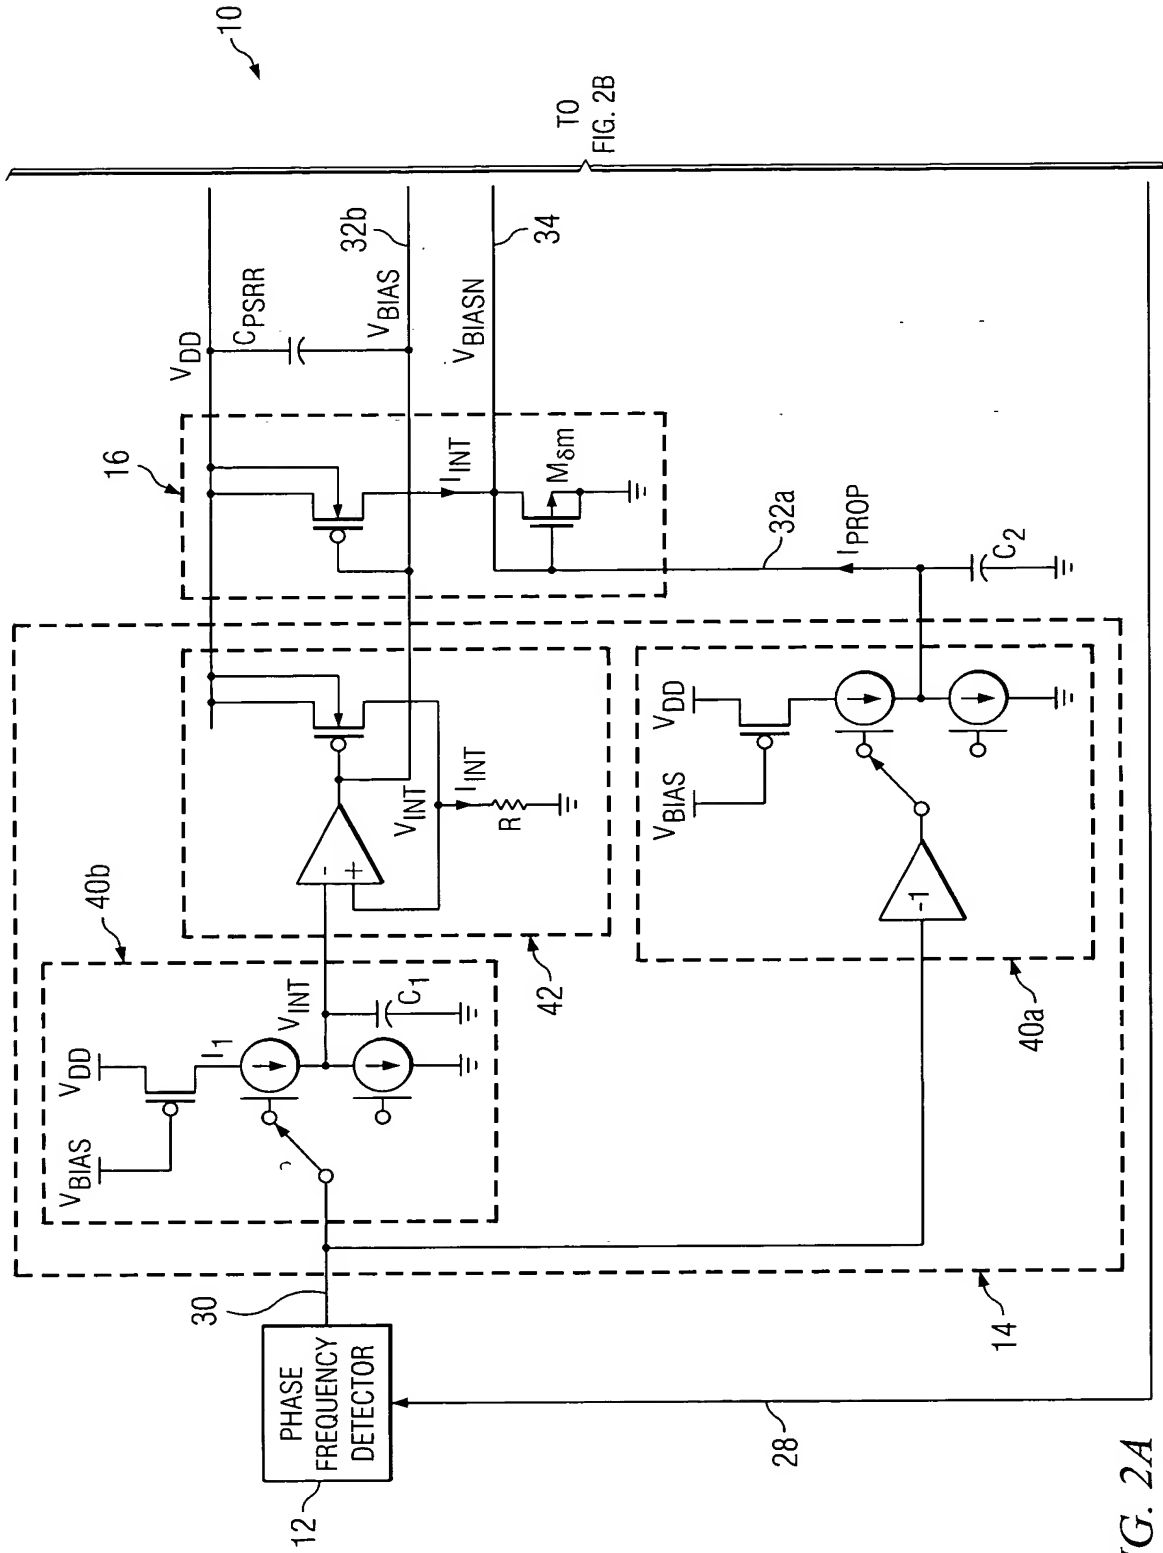 10
TO
FIG. 2B
VDD
CPSRR
32b
VBIAS
VBIASN
34
16
IINT
Mδm
32a
IPROP
C2
40b
VBIAS
VDD
I1
VINT
C1
-
+
VINT
IINT
R
42
VBIAS
VDD
-1
40a
14
30
PHASE
FREQUENCY
DETECTOR
12
28
2A